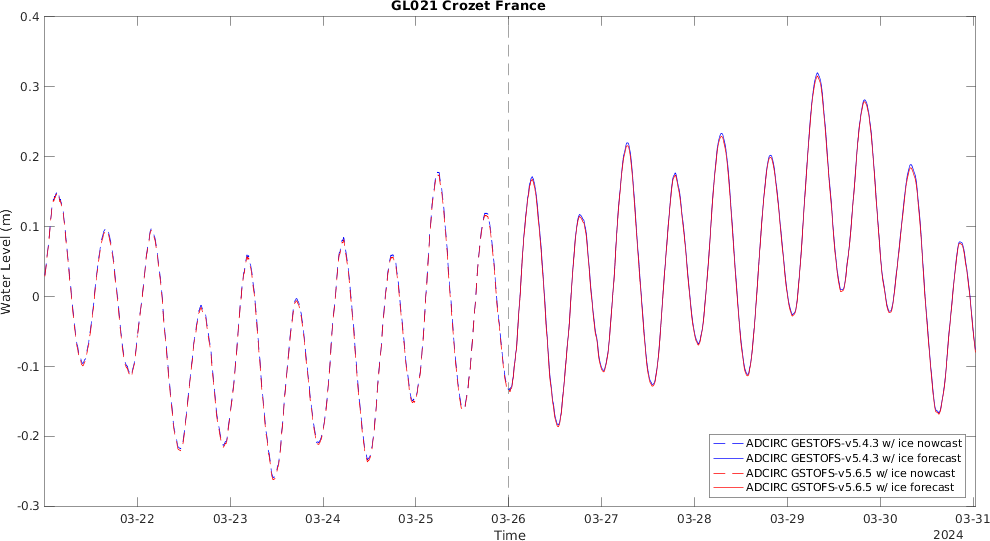 GL021 Crozet France
0.4
0.3
0.2
0.1
0
-0.1
-0.2
-0.3
Water Level (m)
ADCIRC GESTOFS-v5.4.3 w/ ice nowcast
ADCIRC GESTOFS-v5.4.3 w/ ice forecast
ADCIRC GSTOFS-v5.6.5 w/ ice nowcast
ADCIRC GSTOFS-v5.6.5 w/ ice forecast
03-22 03-23 03-24 03-25 03-26 03-27 03-28 03-29 03-30 03-31
Time
2024